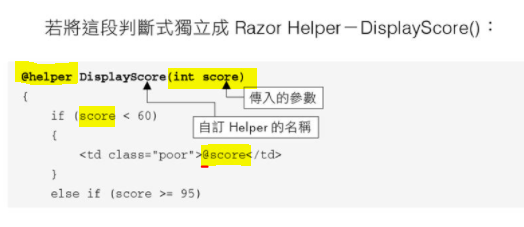 若將這段判斷式獨立成 Razor Helper－DisplayScore()：
@helper DisplayScore(int score)
{
傳入的參數
if (score < 60)
自訂 Helper 的名稱
{
<td class="poor">@score</td>
}
else if (score >= 95)